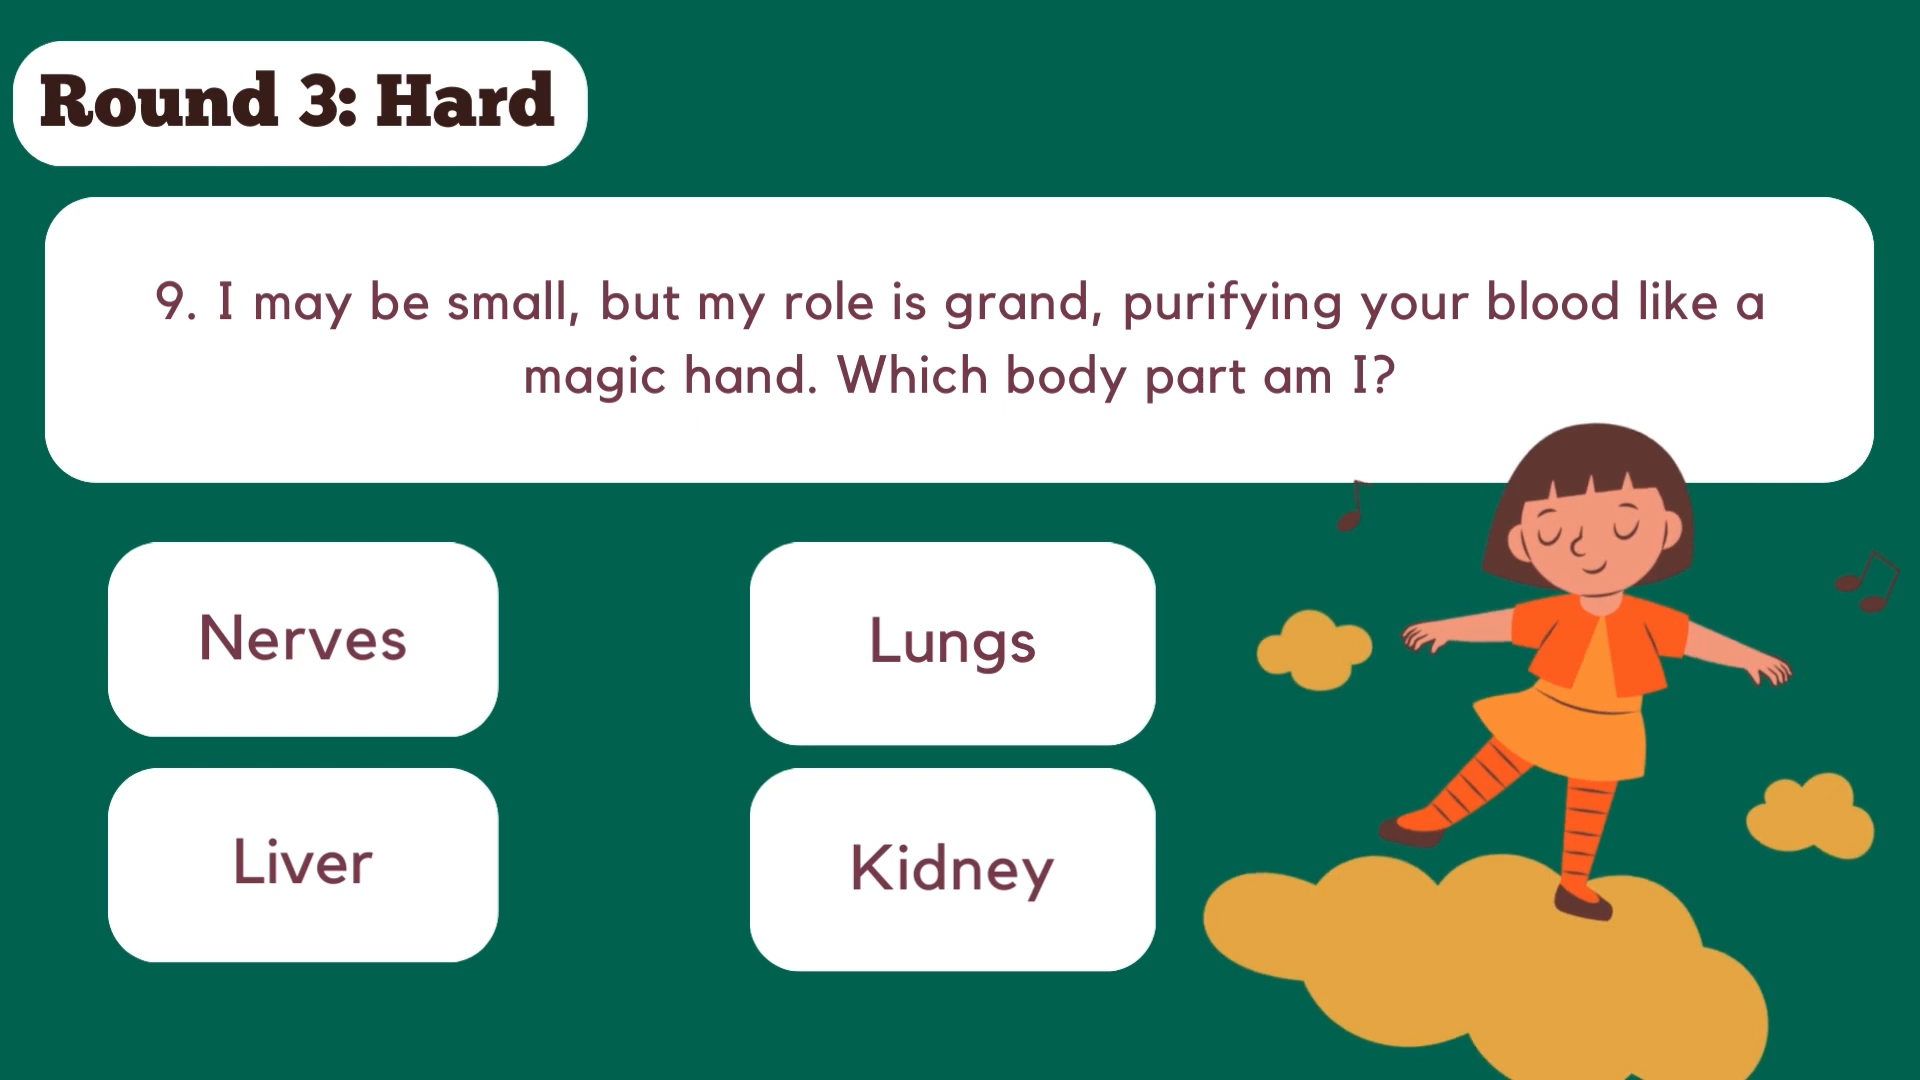 Round 3: Hard
9. I may be small, but my role is grand, purifying your blood like a
magic hand. Which body part am I?
Nerves
Lungs
Liver
Kidney